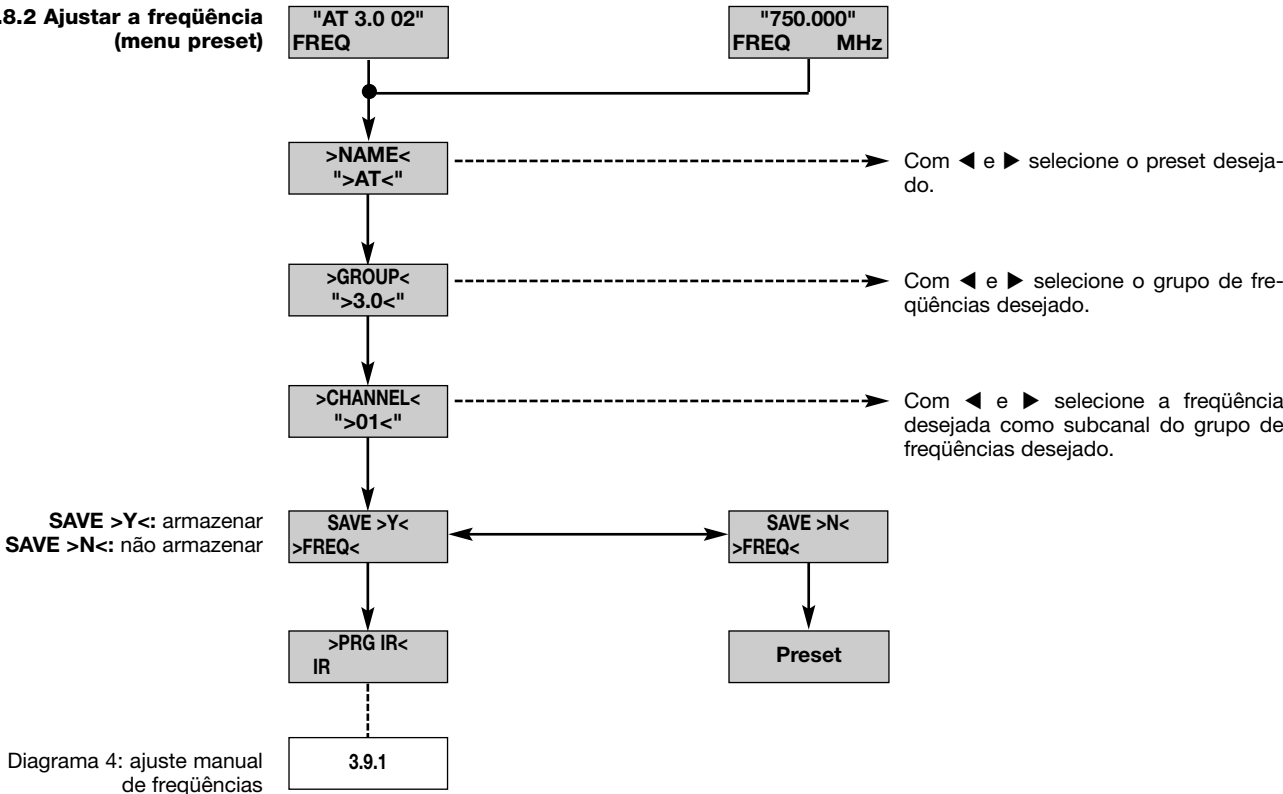 .8.2 Ajustar a freqüência
(menu preset)
"AT 3.0 02"
FREQ
"750.000"
FREQ MHz
>NAME<
">AT<"
Com ◀ e ▶ selecione o preset deseja-
do.
>GROUP<
">3.0<"
Com ◀ e ▶ selecione o grupo de fre-
qüências desejado.
>CHANNEL<
">01<"
Com ◀ e ▶ selecione a freqüência
desejada como subcanal do grupo de
freqüências desejado.
SAVE >Y<: armazenar
SAVE >N<: não armazenar
SAVE >Y<
>FREQ<
SAVE >N<
>FREQ<
>PRG IR<
IR
Preset
Diagrama 4: ajuste manual
de freqüências
3.9.1